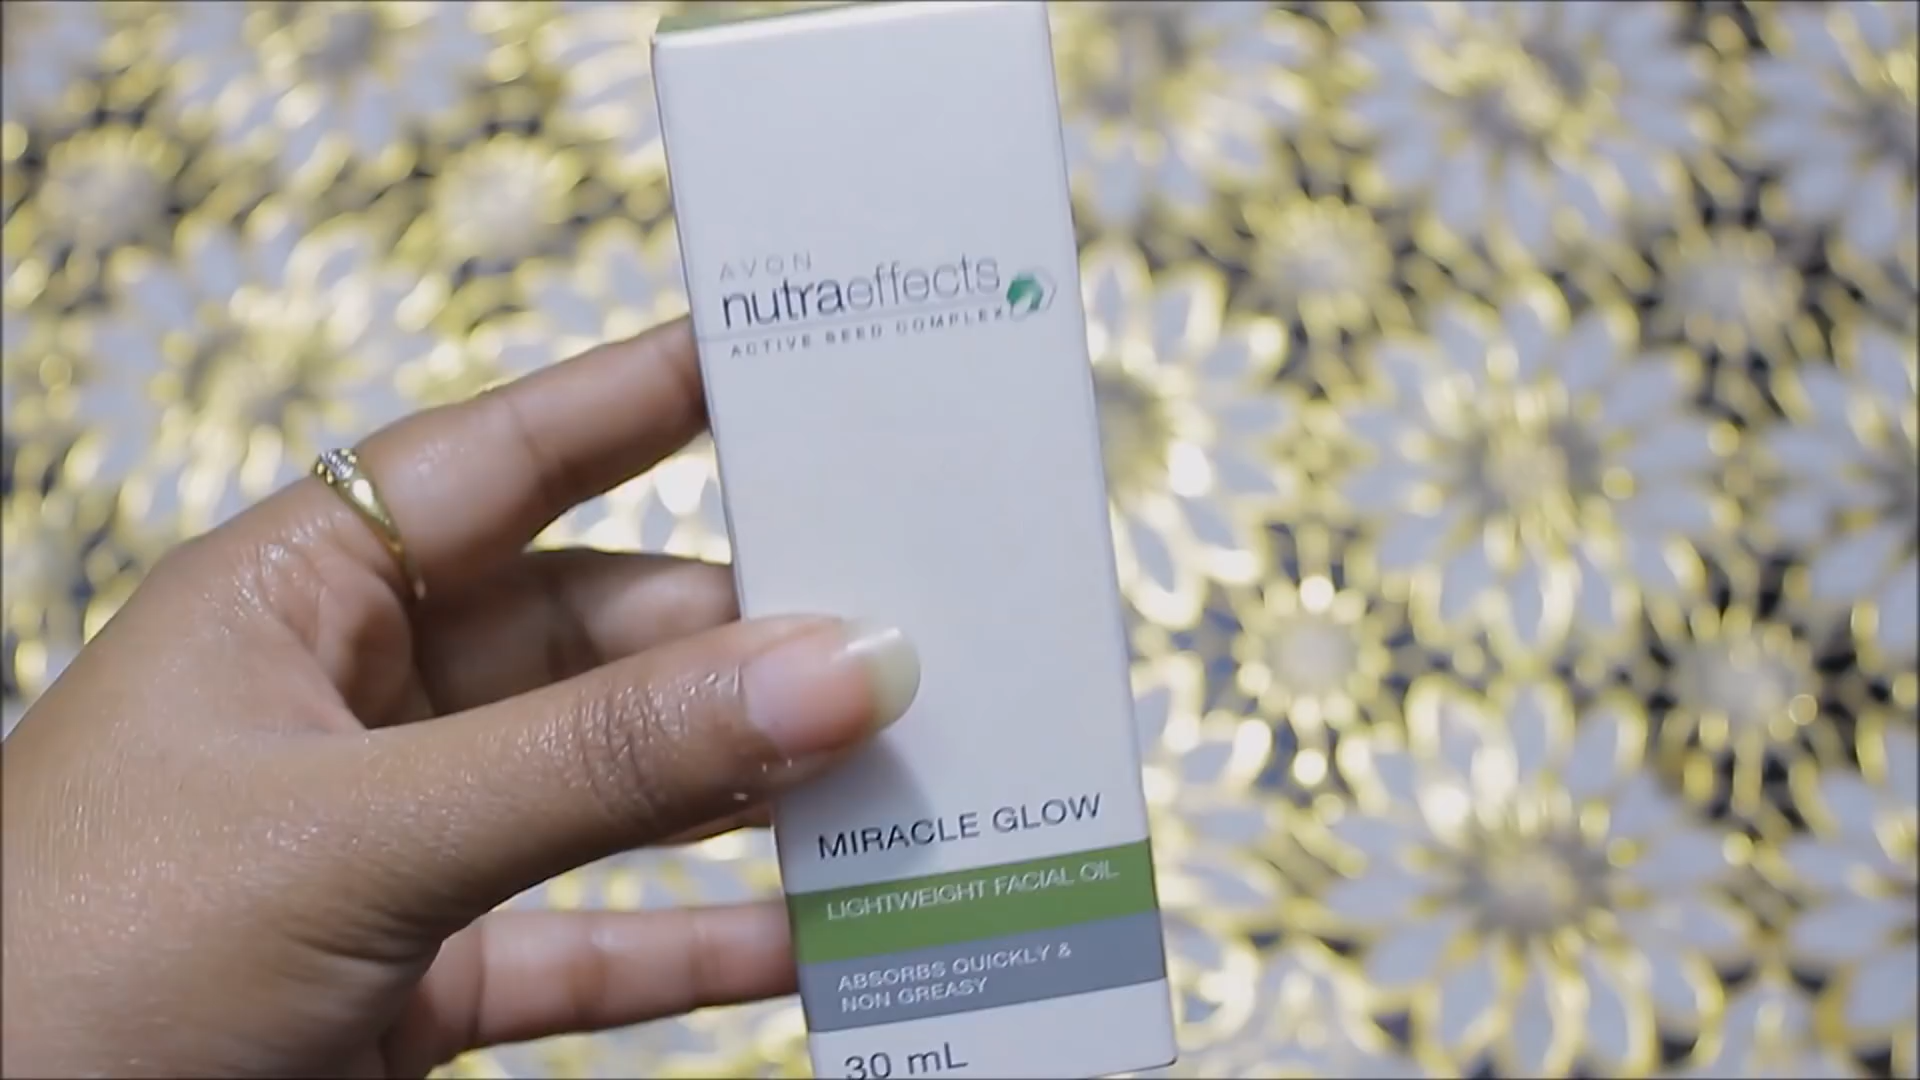 AVON
nutraeffects
ACTIVE SEED COMPLEX
MIRACLE GLOW
LIGHTWEIGHT FACIAL OIL
ABSORBS QUICKLY &
NON GREASY
30 mL